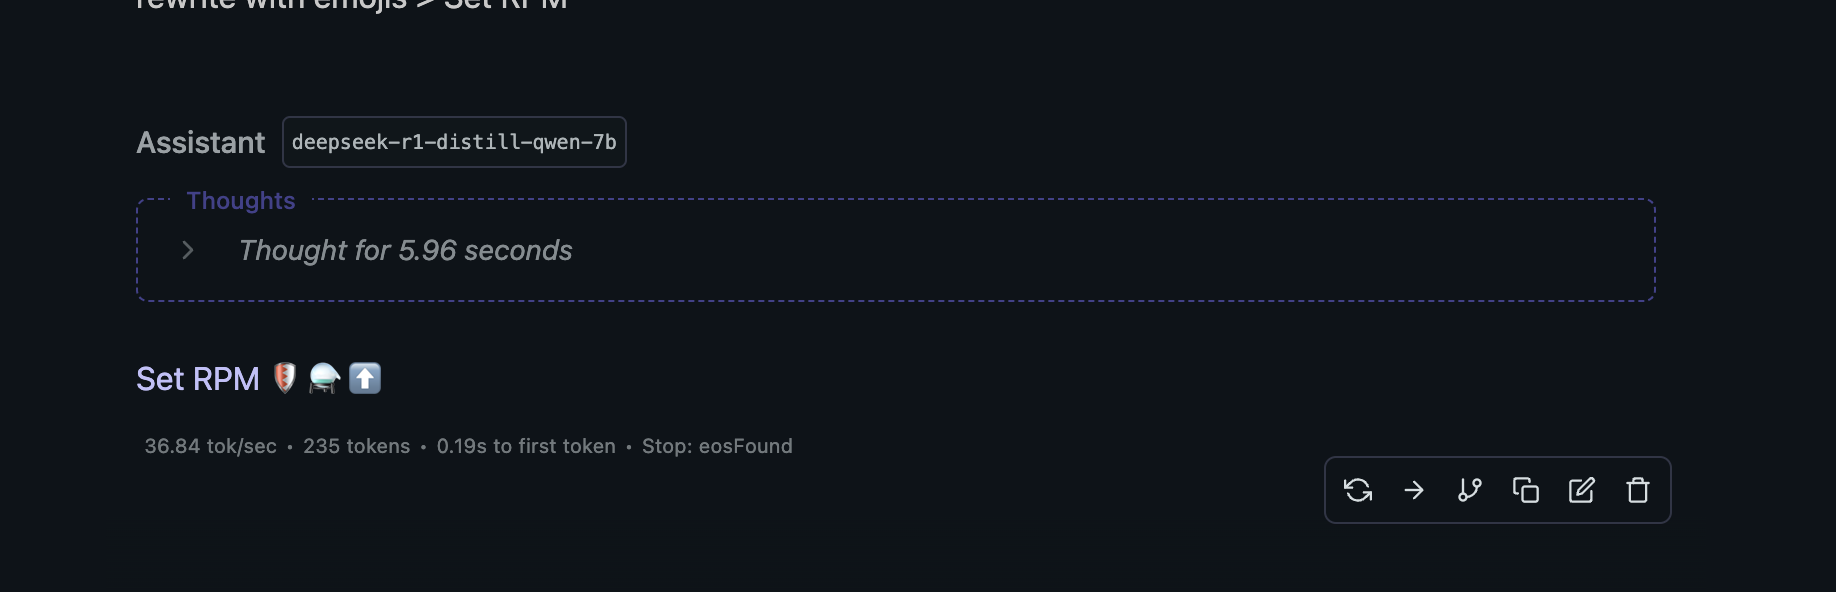 rewrite with emojis > Set RPM
Assistant deepseek-r1-distill-qwen-7b
Thoughts
Thought for 5.96 seconds
Set RPM 🛡️⚗️⬆️
36.84 tok/sec • 235 tokens • 0.19s to first token • Stop: eosFound